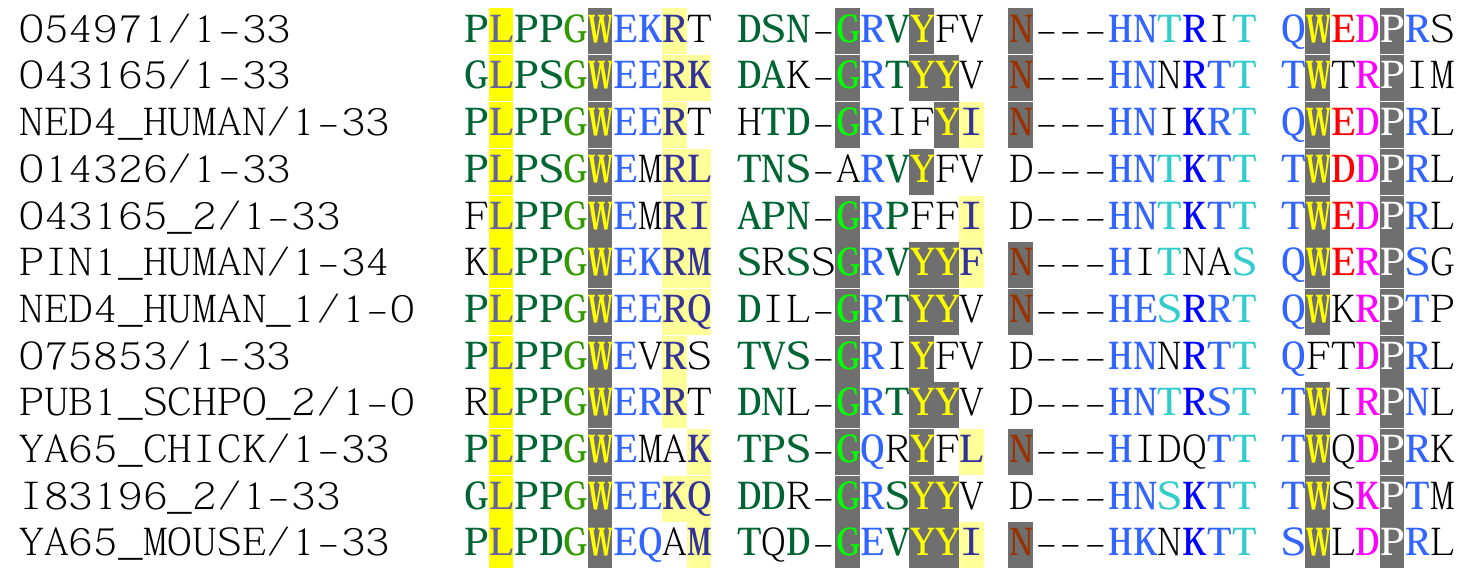 O54971/1-33 PLPPGWEKRT DSN-GRVYFV N---HNTRIT QWEDPRS
O43165/1-33 GLPSGWEERK DAK-GRTYYV N---HNNRTT TWTRPIM
NED4_HUMAN/1-33 PLPPGWEERT HTD-GRIFYI N---HNIKRT QWEDPRL
O14326/1-33 PLPSGWEMRL TNS-ARVYFV D---HNTKTT TWDDPRL
O43165_2/1-33 FLPPGWEMRI APN-GRPFFI D---HNTKTT TWEDPRL
PIN1_HUMAN/1-34 KLPPGWEKRM SRSSGRVYYF N---HITNAS QWERPSG
NED4_HUMAN_1/1-0 PLPPGWEERQ DIL-GRTYYV N---HESRRT QWKRPTP
O75853/1-33 PLPPGWEVRS TVS-GRIYFV D---HNNRTT QFTDPRL
PUB1_SCHPO_2/1-0 RLPPGWERRT DNL-GRTYYV D---HNTRST TWIRPNL
YA65_CHICK/1-33 PLPPGWEMAK TPS-GQRYFL N---HIDQTT TWQDPRK
I83196_2/1-33 GLPPGWEEKQ DDR-GRSYYV D---HNSKTT TWSKPTM
YA65_MOUSE/1-33 PLPDGWEQAM TQD-GEVYYI N---HKNKTT SWLDPRL